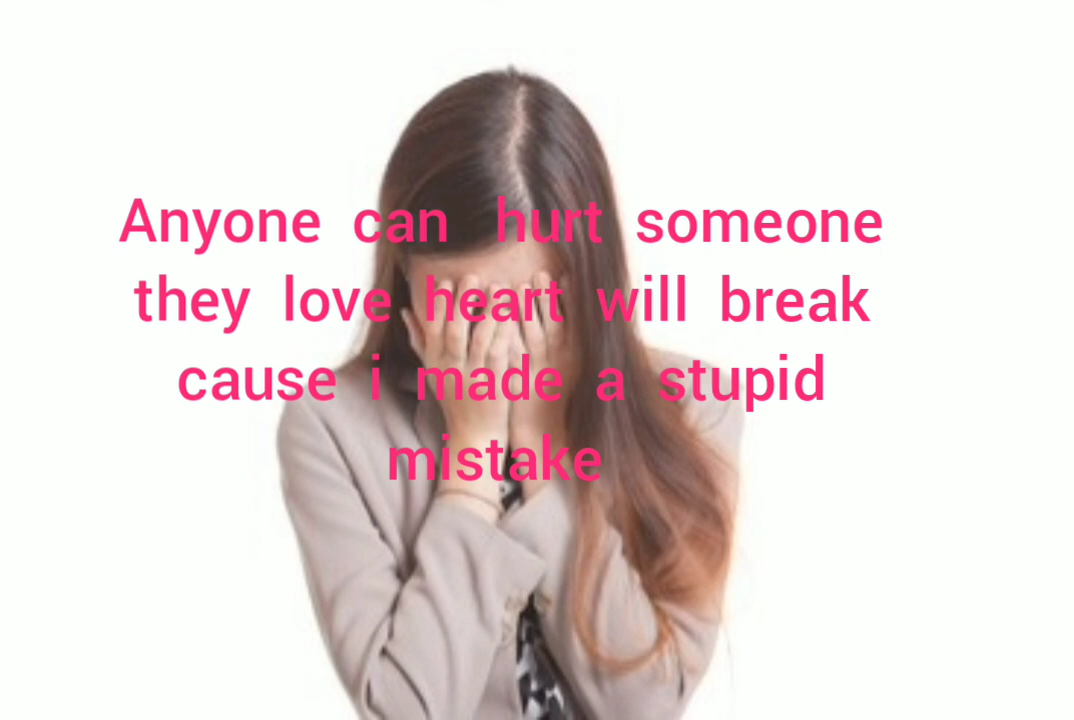 Anyone can hurt someone
they love heart will break
cause i made a stupid
mistake